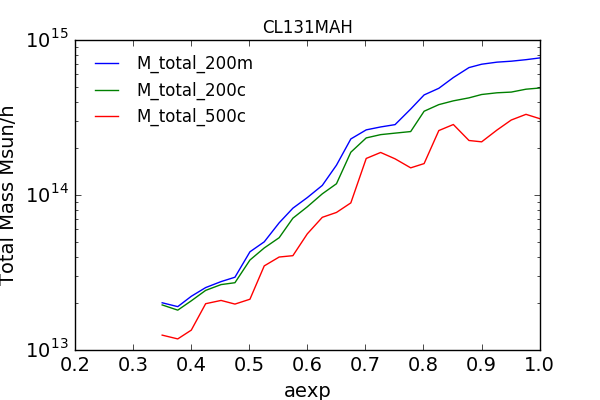 CL131MAH
10^15
M_total_200m
M_total_200c
M_total_500c
Total Mass Msun/h
10^14
10^13
0.2 0.3 0.4 0.5 0.6 0.7 0.8 0.9 1.0
aexp